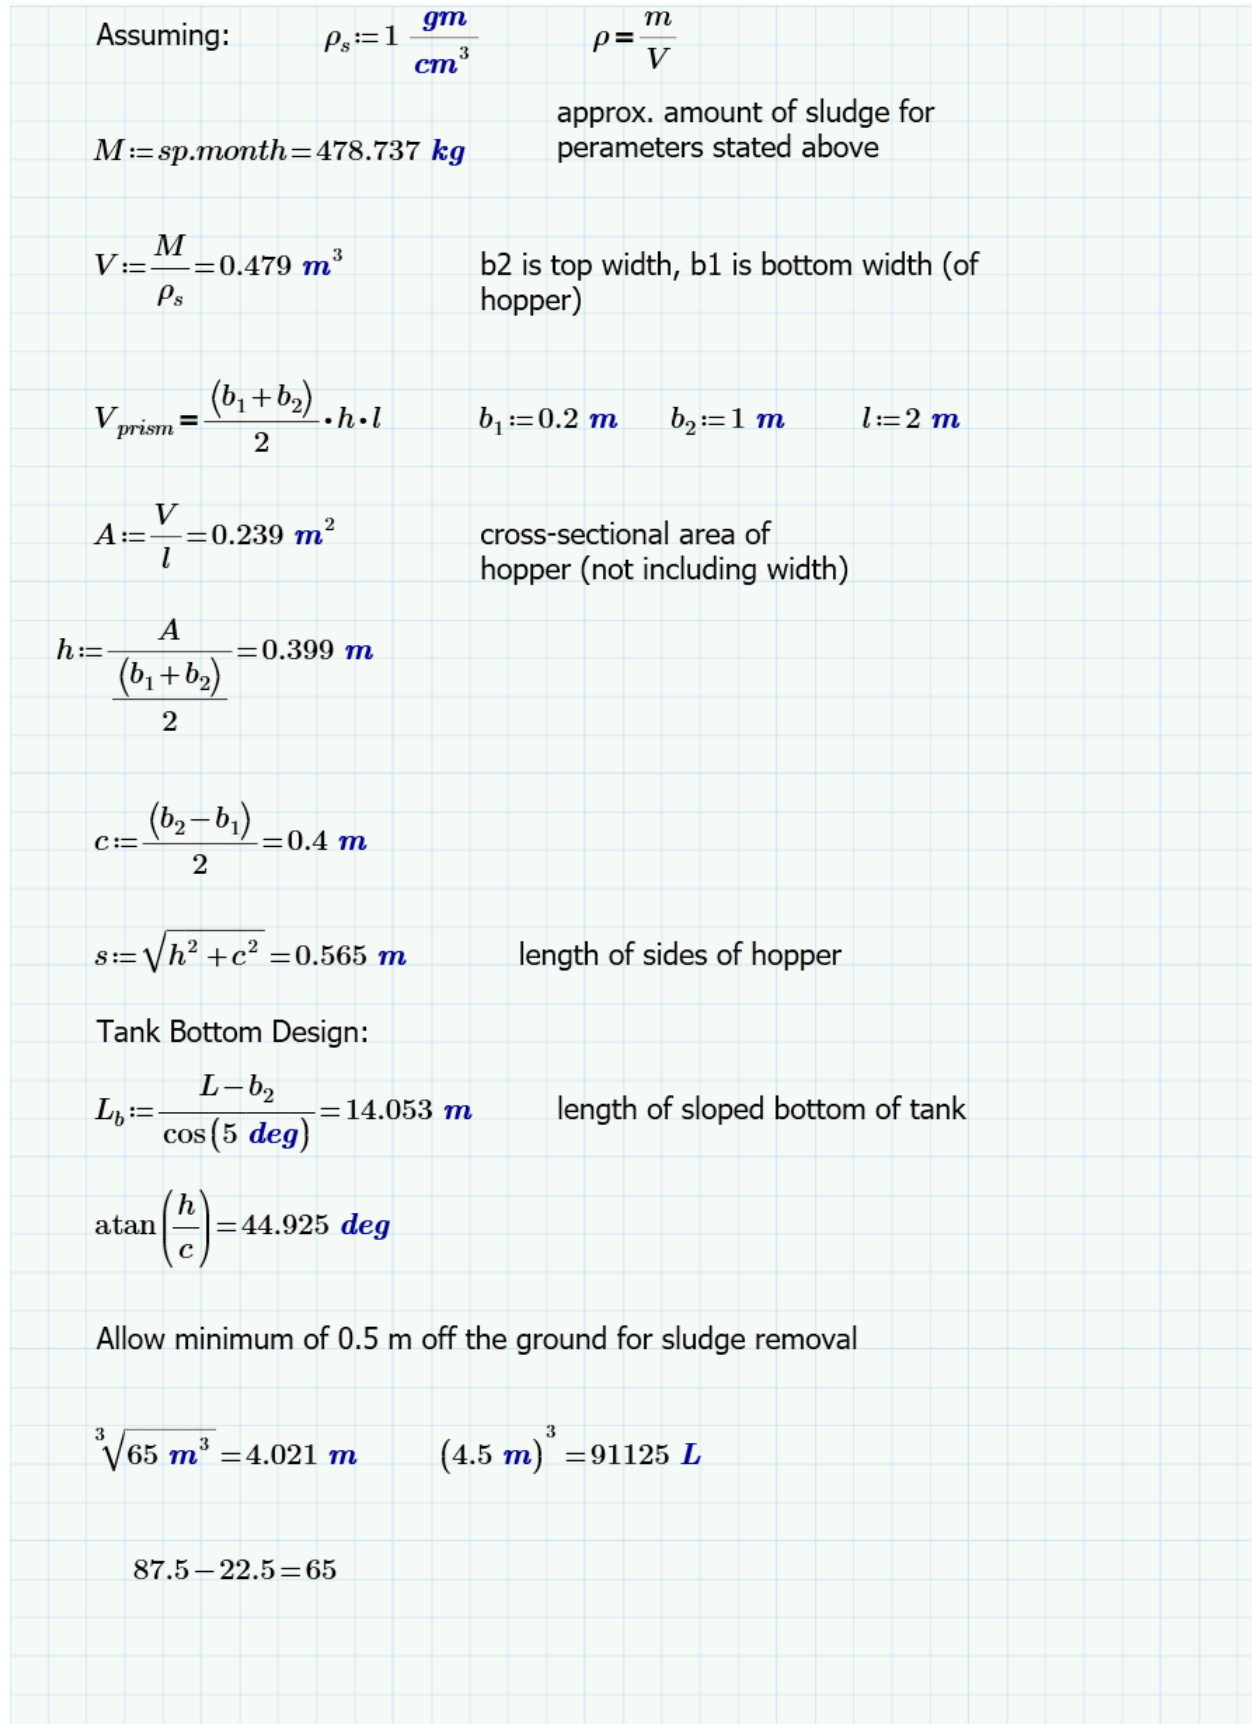 Assuming: ρₛ:=1 gm/cm³ ρ=m/V
approx. amount of sludge for
M:=sp.month=478.737 kg perameters stated above
V:=M/ρₛ=0.479 m³ b2 is top width, b1 is bottom width (of
hopper)
V_prism=(b₁+b₂)/2·h·l b₁:=0.2 m b₂:=1 m l:=2 m
A:=V/l=0.239 m² cross-sectional area of
hopper (not including width)
h:=A/((b₁+b₂)/2)=0.399 m
c:=(b₂−b₁)/2=0.4 m
s:=√(h²+c²)=0.565 m length of sides of hopper
Tank Bottom Design:
L_b:=(L−b₂)/cos(5 deg)=14.053 m length of sloped bottom of tank
atan(h/c)=44.925 deg
Allow minimum of 0.5 m off the ground for sludge removal
³√(65 m³)=4.021 m (4.5 m)³=91125 L
87.5−22.5=65